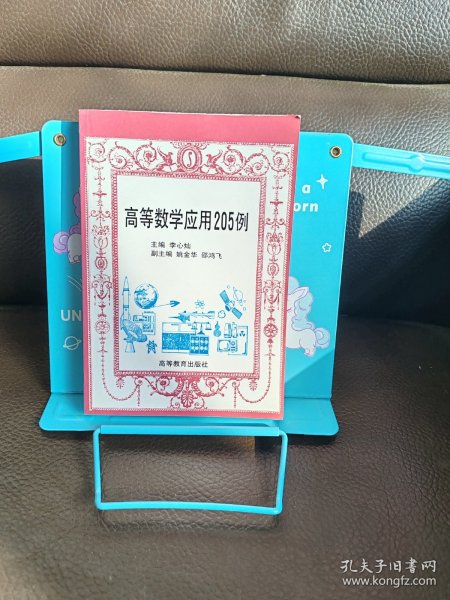 高等数学应用205例
主编 李心灿
副主编 姚金华 邵鸿飞
高等教育出版社
a
orn
UN
孔夫子旧书网
www.kongfz.com